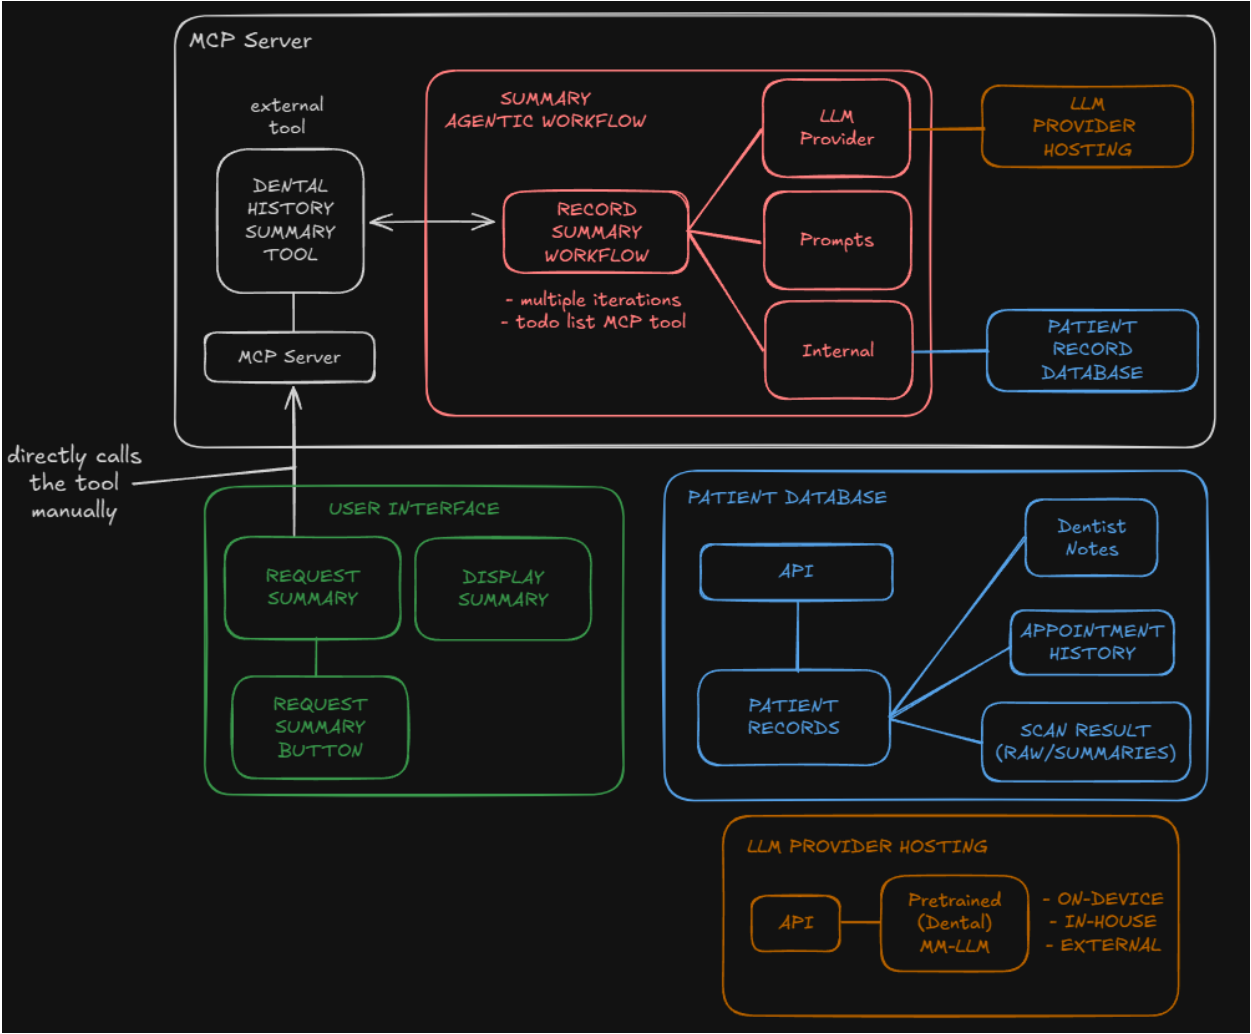 MCP Server
external
tool
DENTAL
HISTORY
SUMMARY
TOOL
MCP Server
SUMMARY
AGENTIC WORKFLOW
RECORD
SUMMARY
WORKFLOW
- multiple iterations
- todo list MCP tool
LLM
Provider
Prompts
Internal
LLM
PROVIDER
HOSTING
PATIENT
RECORD
DATABASE
directly calls
the tool
manually
USER INTERFACE
REQUEST
SUMMARY
DISPLAY
SUMMARY
REQUEST
SUMMARY
BUTTON
PATIENT DATABASE
API
PATIENT
RECORDS
Dentist
Notes
APPOINTMENT
HISTORY
SCAN RESULT
(RAW/SUMMARIES)
LLM PROVIDER HOSTING
API
Pretrained
(Dental)
MM-LLM
- ON-DEVICE
- IN-HOUSE
- EXTERNAL